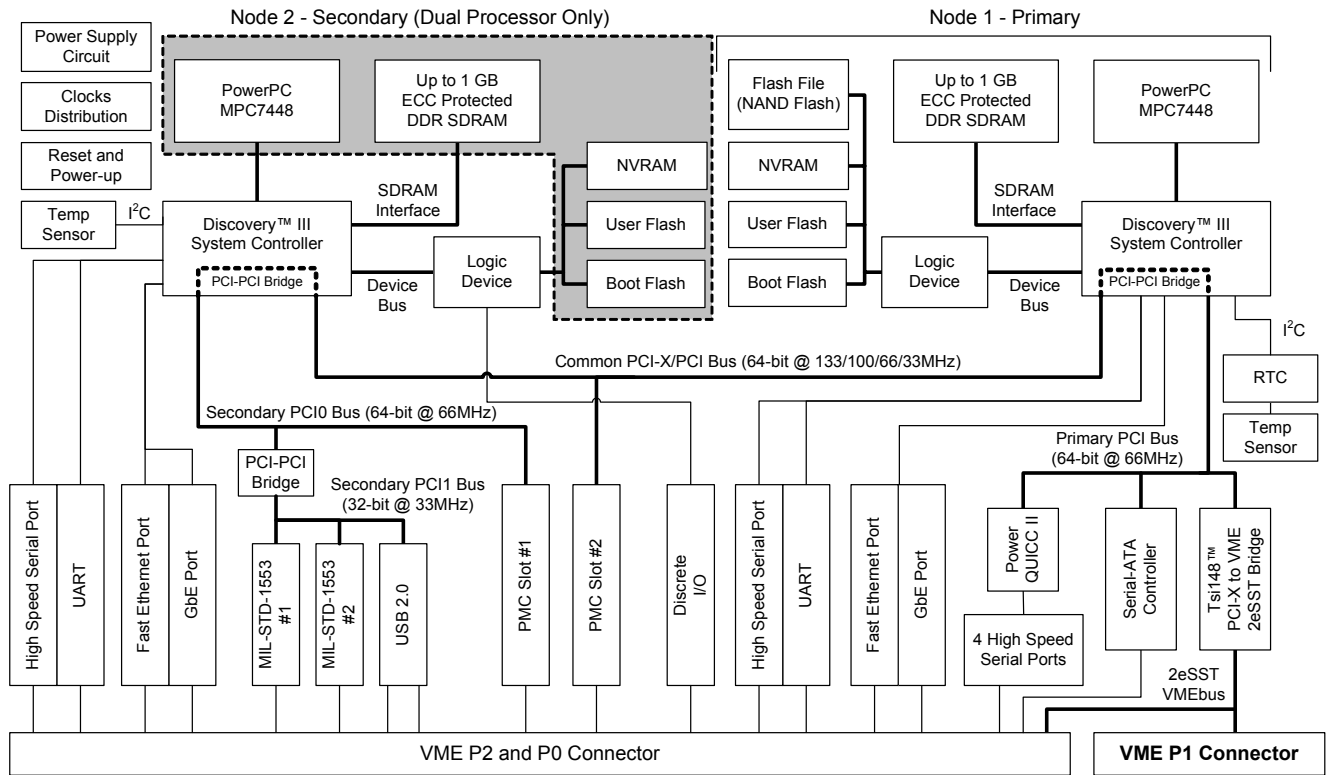 Node 2 - Secondary (Dual Processor Only)
Node 1 - Primary
Power Supply
Circuit
Clocks
Distribution
Reset and
Power-up
Temp
Sensor
I²C
PowerPC
MPC7448
Up to 1 GB
ECC Protected
DDR SDRAM
SDRAM
Interface
Discovery™ III
System Controller
PCI-PCI Bridge
Device
Bus
Logic
Device
NVRAM
User Flash
Boot Flash
Flash File
(NAND Flash)
NVRAM
User Flash
Boot Flash
Up to 1 GB
ECC Protected
DDR SDRAM
PowerPC
MPC7448
SDRAM
Interface
Logic
Device
Device
Bus
Discovery™ III
System Controller
PCI-PCI Bridge
I²C
RTC
Temp
Sensor
Common PCI-X/PCI Bus (64-bit @ 133/100/66/33MHz)
Secondary PCI0 Bus (64-bit @ 66MHz)
PCI-PCI
Bridge
Secondary PCI1 Bus
(32-bit @ 33MHz)
Primary PCI Bus
(64-bit @ 66MHz)
High Speed Serial Port
UART
Fast Ethernet Port
GbE Port
MIL-STD-1553
#1
MIL-STD-1553
#2
USB 2.0
PMC Slot #1
PMC Slot #2
Discrete
I/O
High Speed Serial Port
UART
Fast Ethernet Port
GbE Port
Power
QUICC II
4 High Speed
Serial Ports
Serial-ATA
Controller
Tsi148™
PCI-X to VME
2eSST Bridge
2eSST
VMEbus
VME P2 and P0 Connector
VME P1 Connector